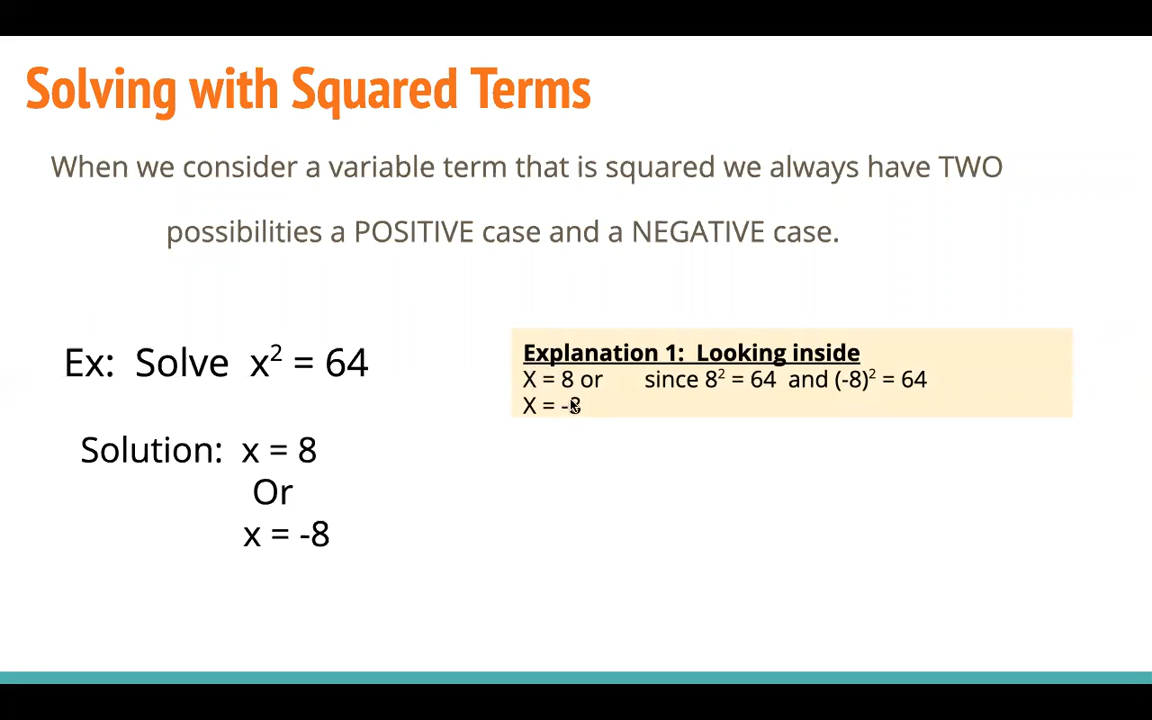 Solving with Squared Terms
When we consider a variable term that is squared we always have TWO
possibilities a POSITIVE case and a NEGATIVE case.
Ex: Solve x² = 64
Solution: x = 8
Or
x = -8
Explanation 1: Looking inside
X = 8 or since 8² = 64 and (-8)² = 64
X = -8